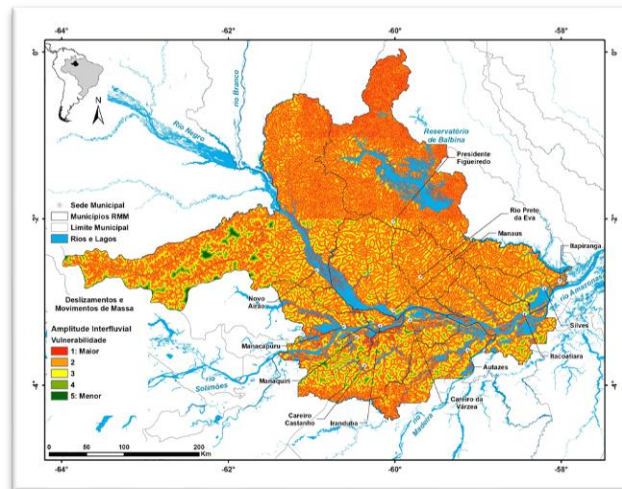 -64°
-62°
-60°
-58°
0°
rio Branco
Rio Negro
N
Reservatório
de Balbina
Presidente
Figueiredo
Sede Municipal
Municípios RMM
Limite Municipal
Rios e Lagos
Rio Preto
da Eva
Manaus
Itapiranga
rio Amazonas
Deslizamentos e
Movimentos de Massa
Novo
Airão
Amplitude Interfluvial
Vulnerabilidade
1: Maior
2
3
4
5: Menor
Manacapuru
Silves
Itacoatiara
rio
Solimões
Manaquiri
Autazes
Careiro da
Várzea
Careiro
Castanho
Iranduba
rio
Madeira
0 50 100 200
Km
-64°
-62°
-60°
-58°